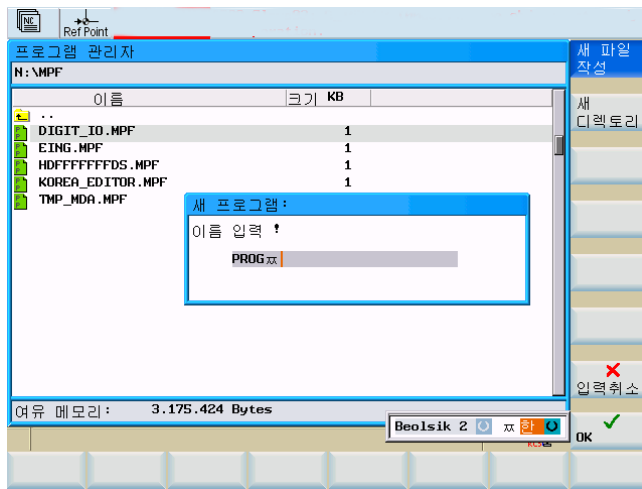 NC
Ref Point
프로그램 관리자
N:\MPF
이름 크기 KB
..
DIGIT_IO.MPF 1
EING.MPF 1
HDFFFFFFDS.MPF 1
KOREA_EDITOR.MPF 1
TMP_MDA.MPF
새 프로그램:
이름 입력 !
PROGㅉ
여유 메모리: 3.175.424 Bytes
Beolsik 2 ㅉ 한
새 파일
작성
새
디렉토리
입력취소
OK